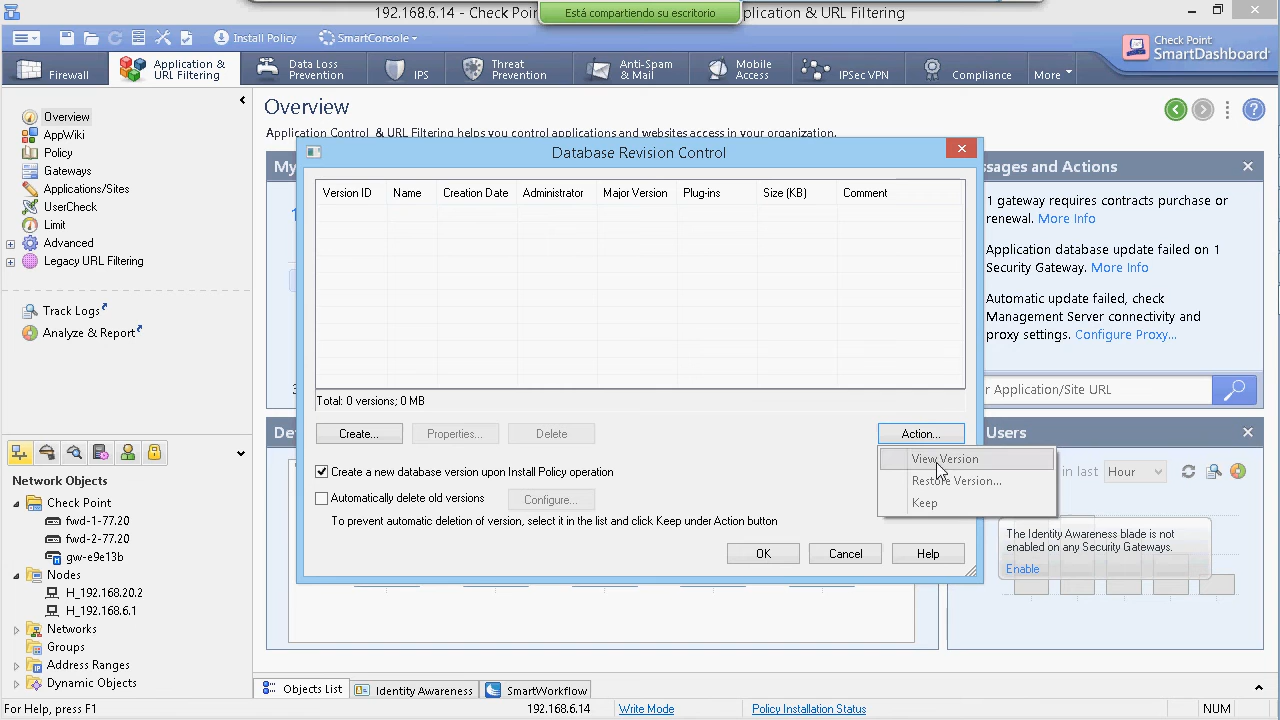 192.168.6.14 - Check Poin
Está compartiendo su escritorio
plication & URL Filtering
Install Policy
SmartConsole
Check Point
SmartDashboard
Firewall
Application &
URL Filtering
Data Loss
Prevention
IPS
Threat
Prevention
Anti-Spam
& Mail
Mobile
Access
IPSec VPN
Compliance
More
Overview
AppWiki
Policy
Gateways
Applications/Sites
UserCheck
Limit
Advanced
Legacy URL Filtering
Track Logs
Analyze & Report
Overview
Application Control & URL Filtering helps you control applications and websites access in your organization.
My
ssages and Actions
1 gateway requires contracts purchase or
renewal. More Info
Application database update failed on 1
Security Gateway. More Info
Automatic update failed, check
Management Server connectivity and
proxy settings. Configure Proxy...
r Application/Site URL
Database Revision Control
Version ID Name Creation Date Administrator Major Version Plug-ins Size (KB) Comment
Total: 0 versions; 0 MB
Create... Properties... Delete Action...
View Version
Restore Version...
Keep
Create a new database version upon Install Policy operation
Automatically delete old versions Configure...
To prevent automatic deletion of version, select it in the list and click Keep under Action button
OK Cancel Help
De
Users
in last Hour
The Identity Awareness blade is not
enabled on any Security Gateways.
Enable
Network Objects
Check Point
fwd-1-77.20
fwd-2-77.20
gw-e9e13b
Nodes
H_192.168.20.2
H_192.168.6.1
Networks
Groups
Address Ranges
Dynamic Objects
Objects List Identity Awareness SmartWorkflow
For Help, press F1 192.168.6.14 Write Mode Policy Installation Status NUM